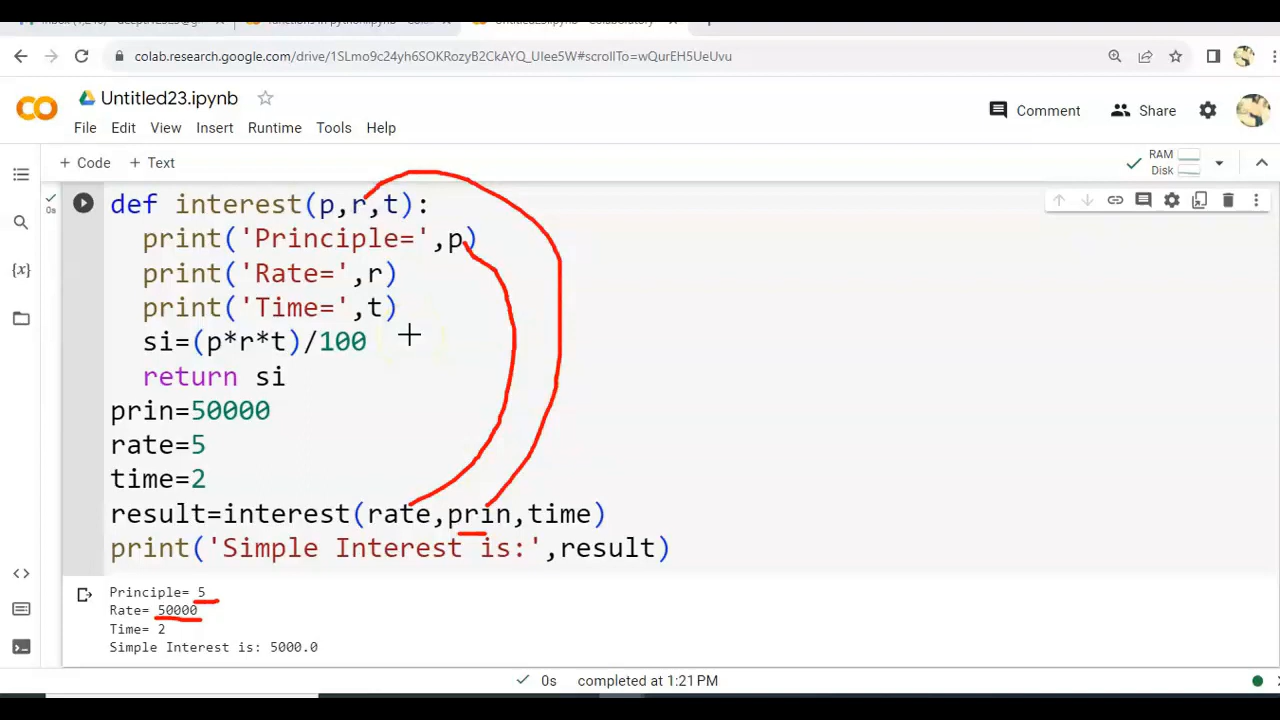 colab.research.google.com/drive/1SLmo9c24yh6SOKRozyB2CkAYQ_UIee5W#scrollTo=wQurEH5UeUvu
CO Untitled23.ipynb
Comment Share
File Edit View Insert Runtime Tools Help
+ Code + Text
RAM
Disk
def interest(p,r,t):
print('Principle=',p)
print('Rate=',r)
print('Time=',t)
si=(p*r*t)/100
return si
prin=50000
rate=5
time=2
result=interest(rate,prin,time)
print('Simple Interest is:',result)
0s
{x}
Principle= 5
Rate= 50000
Time= 2
Simple Interest is: 5000.0
0s completed at 1:21 PM